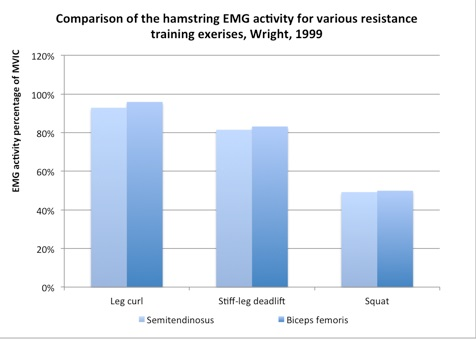 Comparison of the hamstring EMG activity for various resistance
training exerises, Wright, 1999
EMG activity percentage of MVIC
120%
100%
80%
60%
40%
20%
0%
Leg curl
Stiff-leg deadlift
Squat
Semitendinosus
Biceps femoris